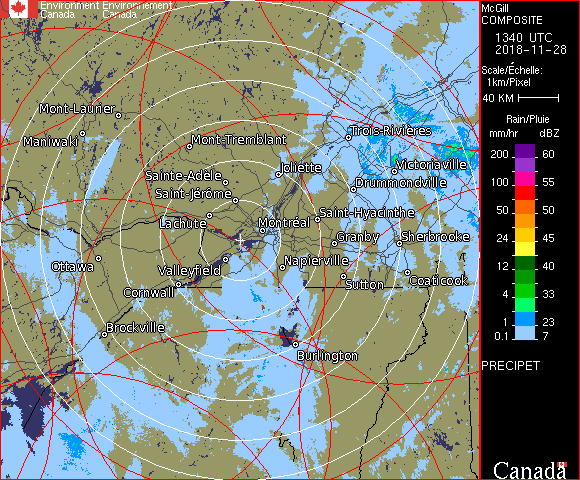 Environment Environnement
Canada Canada
McGill
COMPOSITE
1340 UTC
2018-11-28
Scale/Échelle:
1km/Pixel
40 KM
Rain/Pluie
mm/hr dBZ
200 60
100 55
50 50
24 45
12 40
4 33
1 23
0.1 7
PRECIPET
Canada
Mont-Laurier
Maniwaki
Mont-Tremblant
Trois-Rivières
Joliette
Victoriaville
Sainte-Adèle
Drummondville
Saint-Jérôme
Lachute
Saint-Hyacinthe
Montréal
Granby
Sherbrooke
Ottawa
Valleyfield
Napierville
Cornwall
Sutton
Coaticook
Brockville
Burlington